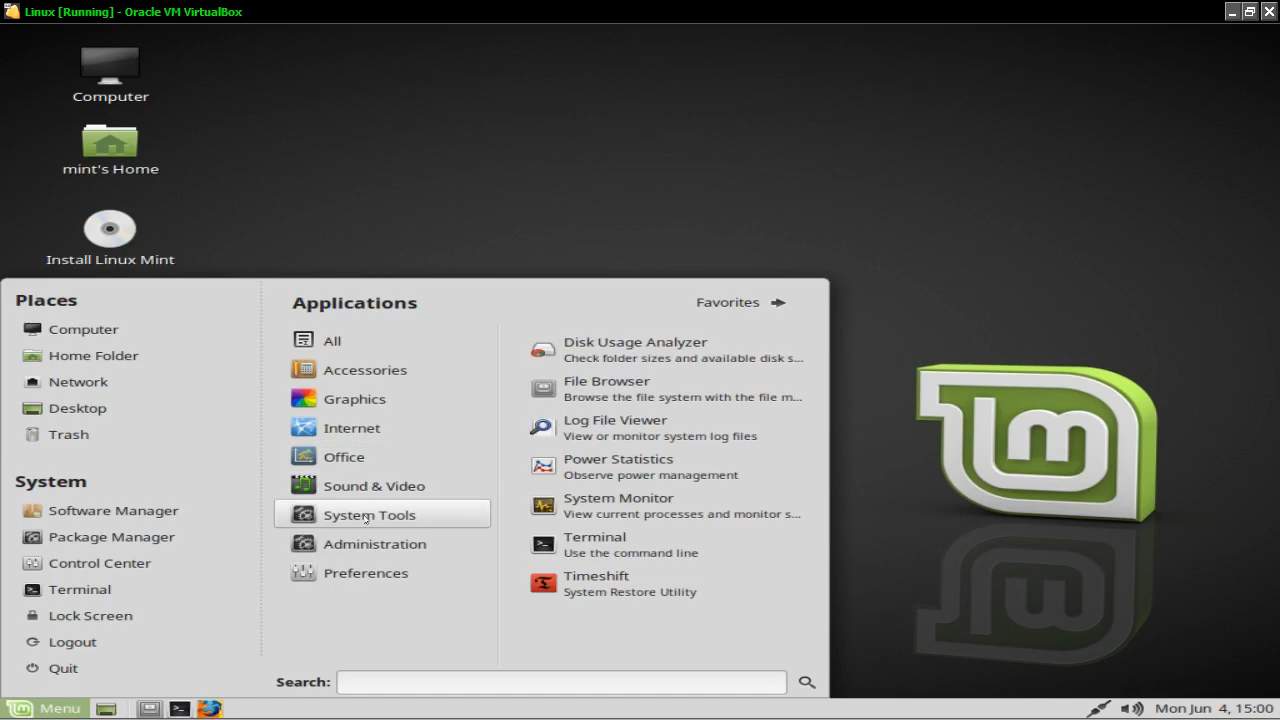 Linux [Running] - Oracle VM VirtualBox
Computer
mint's Home
Install Linux Mint
Places
Computer
Home Folder
Network
Desktop
Trash
System
Software Manager
Package Manager
Control Center
Terminal
Lock Screen
Logout
Quit
Applications
Favorites
All
Accessories
Graphics
Internet
Office
Sound & Video
System Tools
Administration
Preferences
Disk Usage Analyzer
Check folder sizes and available disk s...
File Browser
Browse the file system with the file m...
Log File Viewer
View or monitor system log files
Power Statistics
Observe power management
System Monitor
View current processes and monitor s...
Terminal
Use the command line
Timeshift
System Restore Utility
Search:
Menu
Mon Jun 4, 15:00